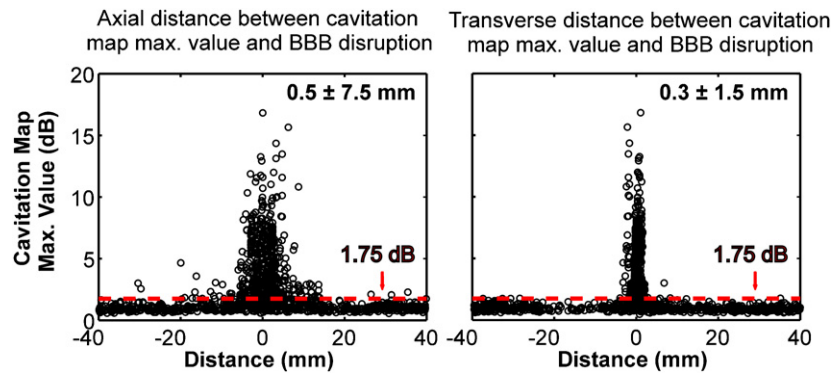 Axial distance between cavitation
map max. value and BBB disruption
Transverse distance between cavitation
map max. value and BBB disruption
Cavitation Map
Max. Value (dB)
20
15
10
5
0
0.5 ± 7.5 mm
1.75 dB
-40
-20
0
20
40
Distance (mm)
0.3 ± 1.5 mm
1.75 dB
-40
-20
0
20
40
Distance (mm)